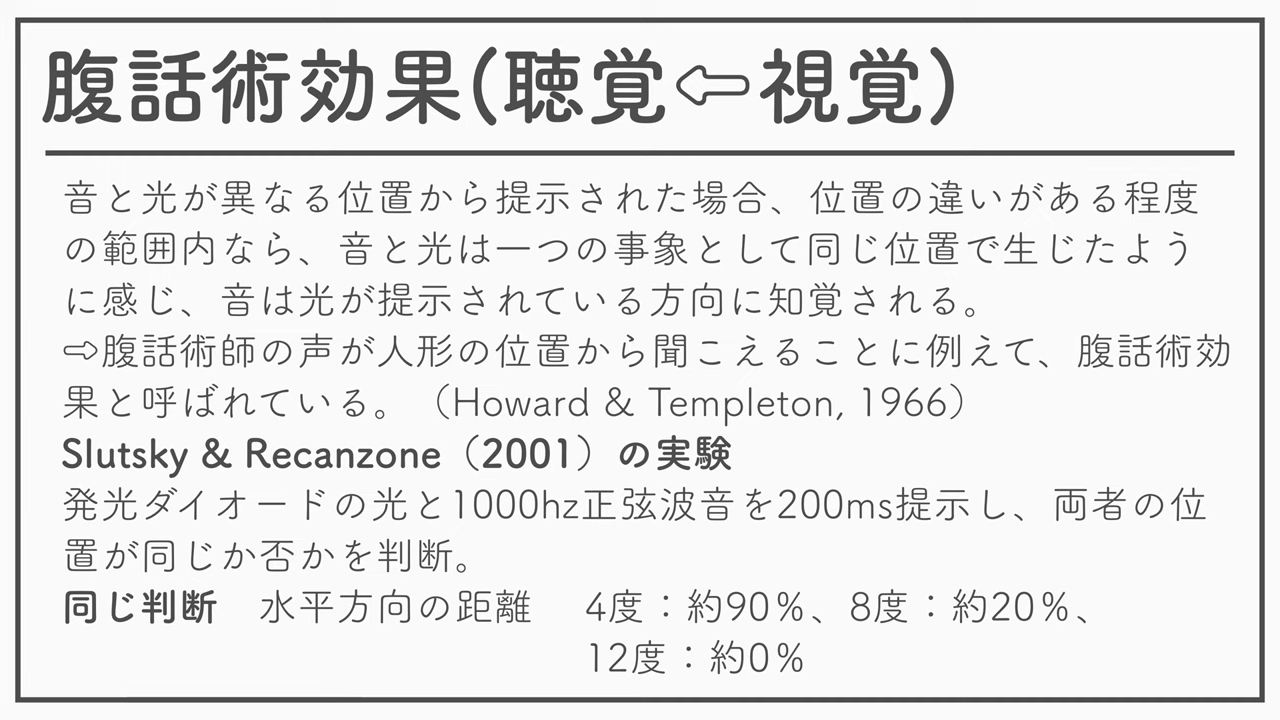 腹話術効果(聴覚⇦視覚)
音と光が異なる位置から提示された場合、位置の違いがある程度
の範囲内なら、音と光は一つの事象として同じ位置で生じたよう
に感じ、音は光が提示されている方向に知覚される。
⇨腹話術師の声が人形の位置から聞こえることに例えて、腹話術効
果と呼ばれている。（Howard & Templeton, 1966）
Slutsky & Recanzone（2001）の実験
発光ダイオードの光と1000hz正弦波音を200ms提示し、両者の位
置が同じか否かを判断。
同じ判断　水平方向の距離　4度：約90％、8度：約20％、
12度：約0％